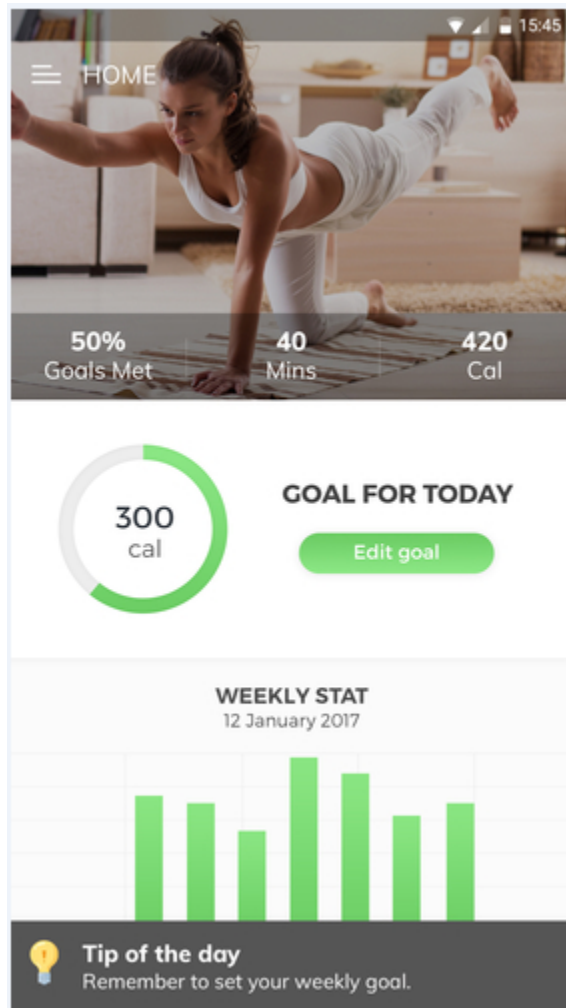 15:45
HOME
50%
Goals Met
40
Mins
420
Cal
300
cal
GOAL FOR TODAY
Edit goal
WEEKLY STAT
12 January 2017
Tip of the day
Remember to set your weekly goal.